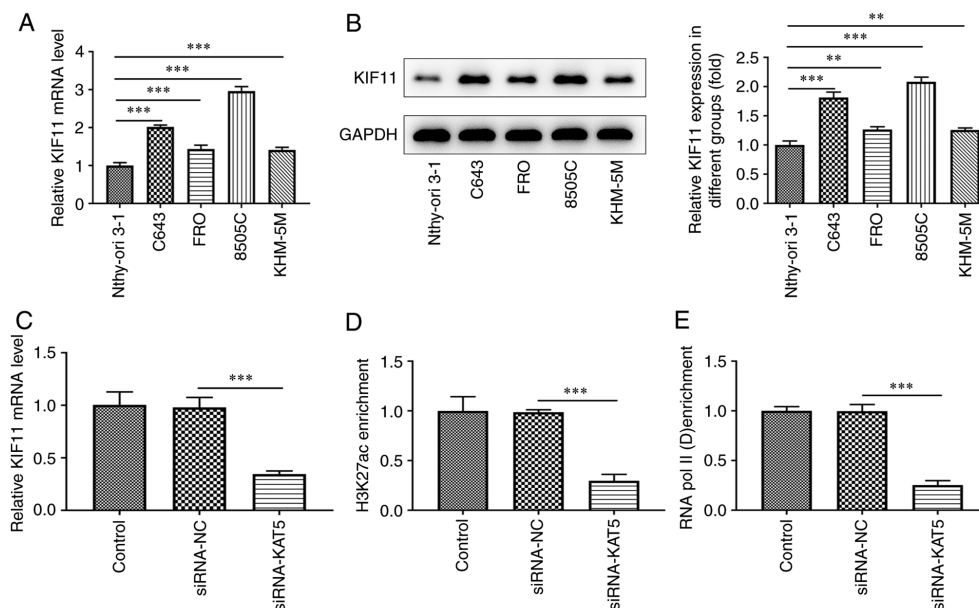 A
Relative KIF11 mRNA level
4
3
2
1
0
***
***
***
***
Nthy-ori 3-1
C643
FRO
8505C
KHM-5M
B
KIF11
GAPDH
Nthy-ori 3-1
C643
FRO
8505C
KHM-5M
Relative KIF11 expression in
different groups (fold)
2.5
2.0
1.5
1.0
0.5
0.0
**
***
**
***
Nthy-ori 3-1
C643
FRO
8505C
KHM-5M
C
Relative KIF11 mRNA level
1.5
1.0
0.5
0.0
***
Control
siRNA-NC
siRNA-KAT5
D
H3K27ac enrichment
1.5
1.0
0.5
0.0
***
Control
siRNA-NC
siRNA-KAT5
E
RNA pol II (D)enrichment
1.5
1.0
0.5
0.0
***
Control
siRNA-NC
siRNA-KAT5